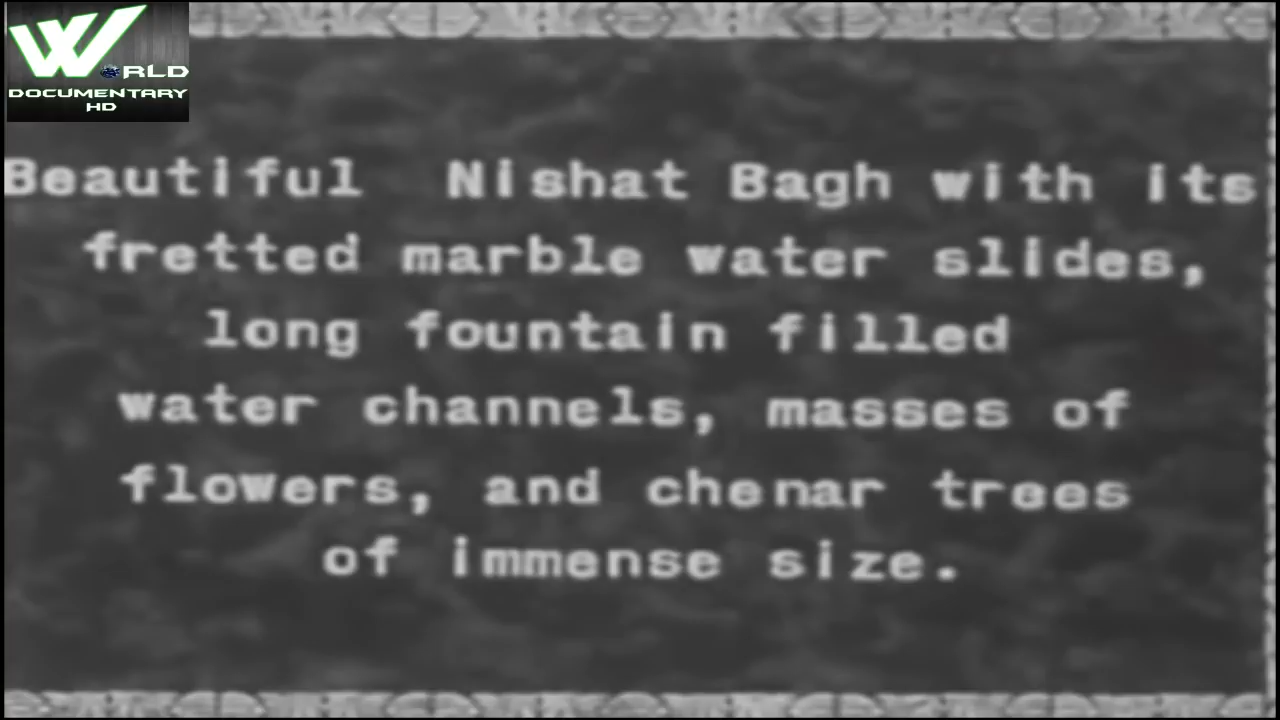 WORLD
DOCUMENTARY
HD
Beautiful Nishat Bagh with its
fretted marble water slides,
long fountain filled
water channels, masses of
flowers, and chenar trees
of immense size.